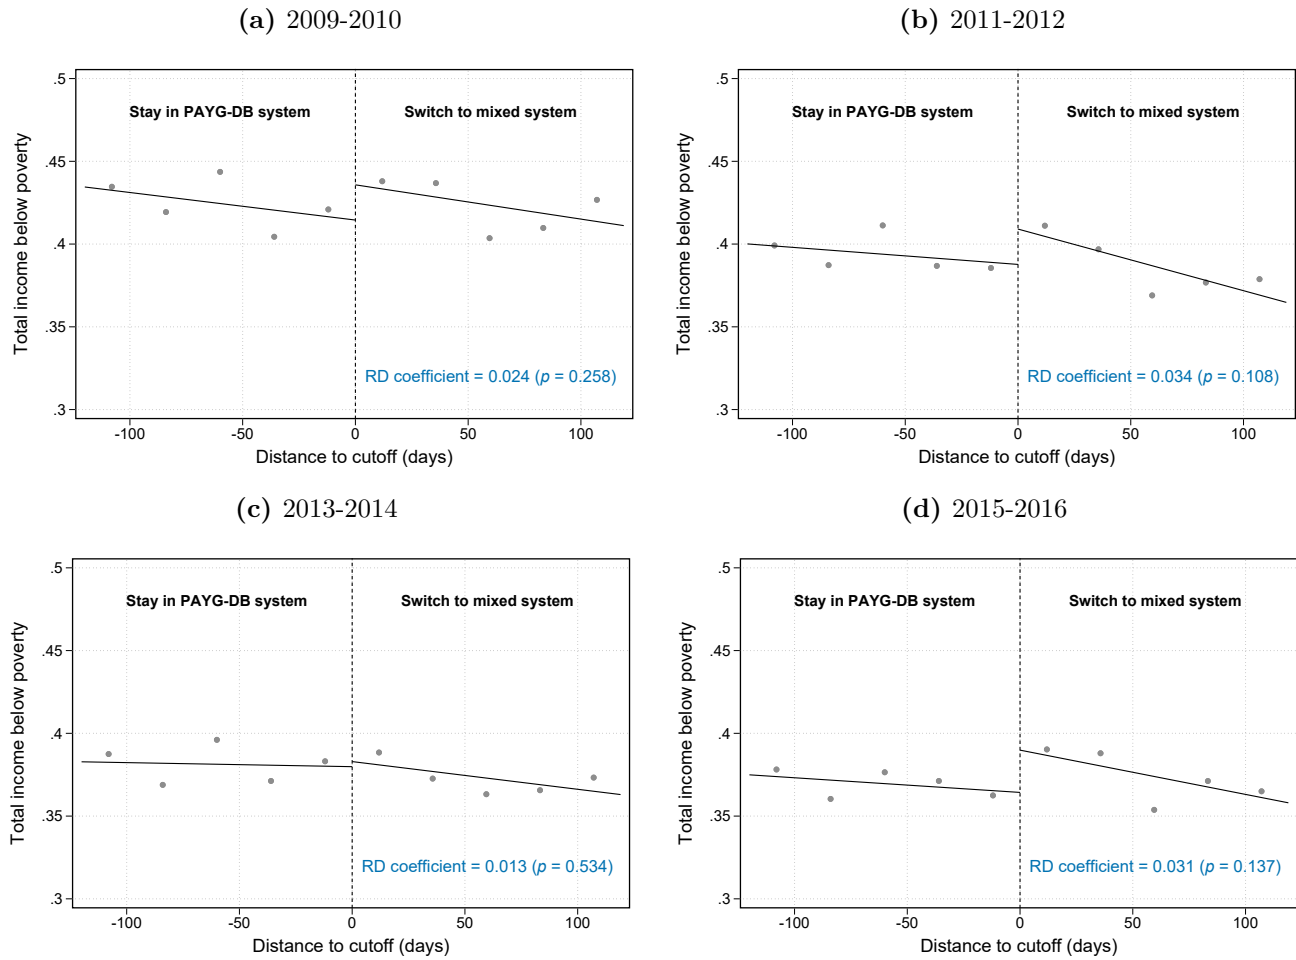 (a) 2009-2010
Total income below poverty
.5
.45
.4
.35
.3
Stay in PAYG-DB system
Switch to mixed system
RD coefficient = 0.024 (p = 0.258)
-100 -50 0 50 100
Distance to cutoff (days)
(b) 2011-2012
Total income below poverty
.5
.45
.4
.35
.3
Stay in PAYG-DB system
Switch to mixed system
RD coefficient = 0.034 (p = 0.108)
-100 -50 0 50 100
Distance to cutoff (days)
(c) 2013-2014
Total income below poverty
.5
.45
.4
.35
.3
Stay in PAYG-DB system
Switch to mixed system
RD coefficient = 0.013 (p = 0.534)
-100 -50 0 50 100
Distance to cutoff (days)
(d) 2015-2016
Total income below poverty
.5
.45
.4
.35
.3
Stay in PAYG-DB system
Switch to mixed system
RD coefficient = 0.031 (p = 0.137)
-100 -50 0 50 100
Distance to cutoff (days)